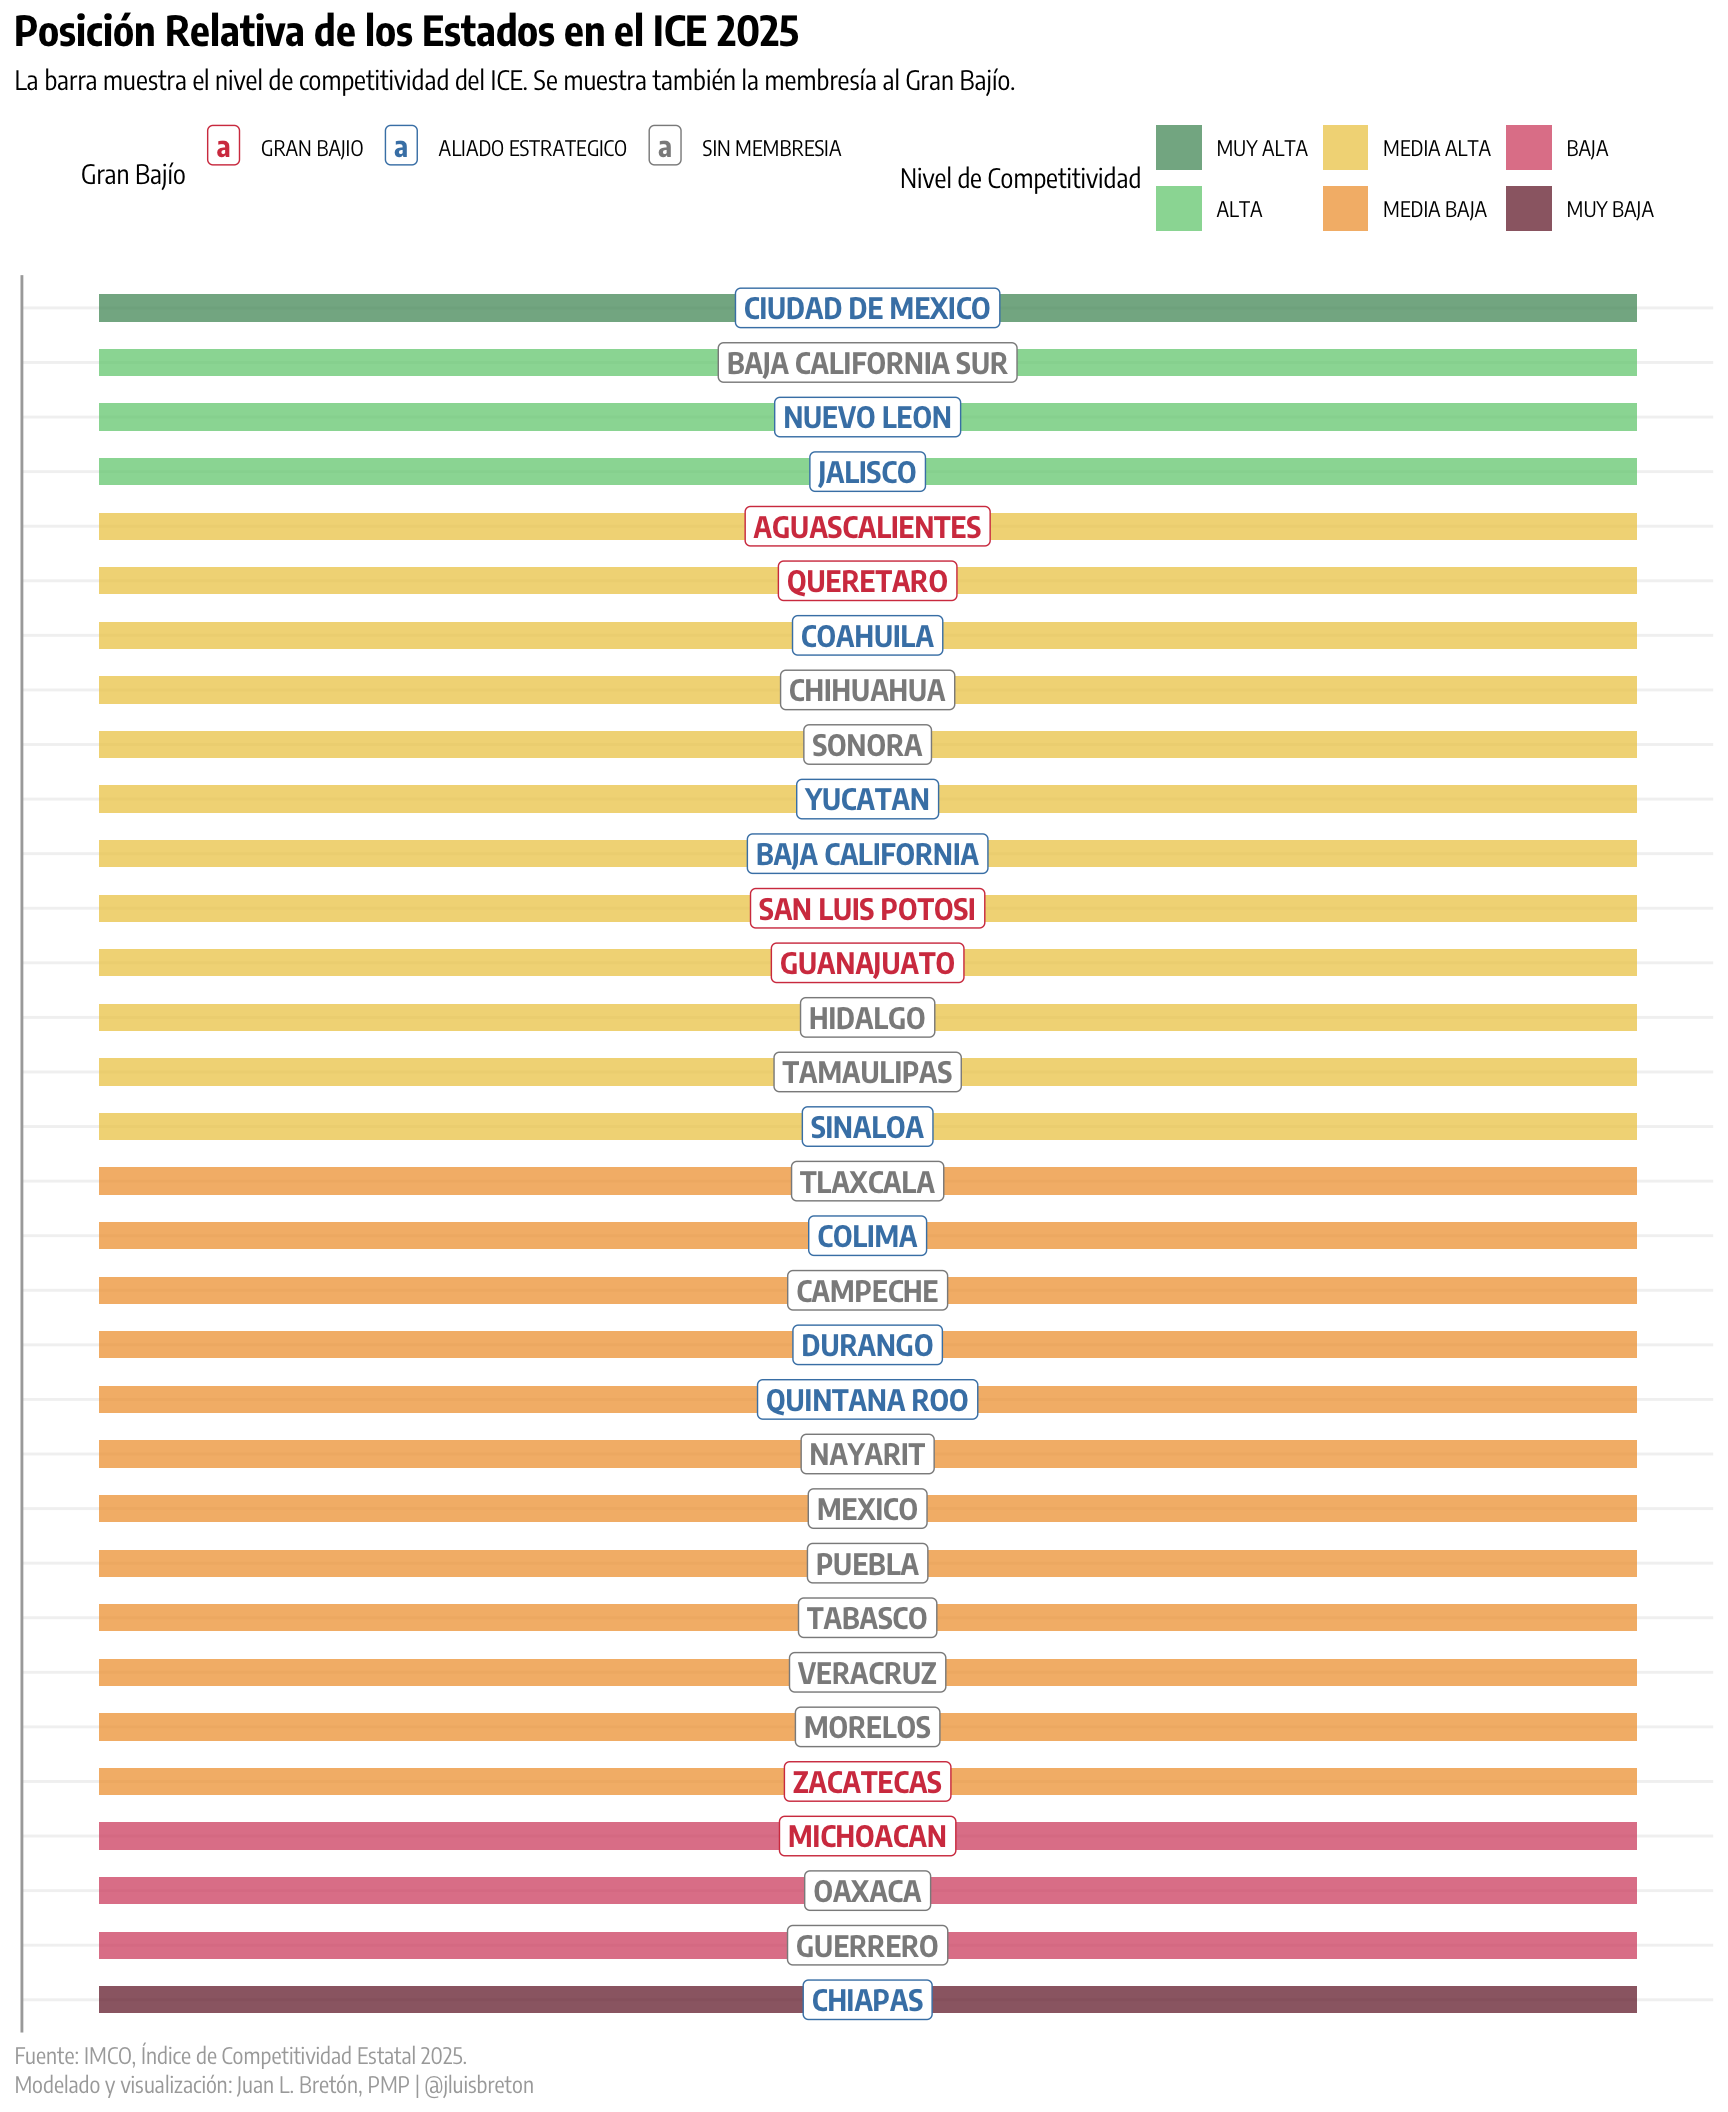 Posición Relativa de los Estados en el ICE 2025
La barra muestra el nivel de competitividad del ICE. Se muestra también la membresía al Gran Bajío.
Gran Bajío
a GRAN BAJIO a ALIADO ESTRATEGICO a SIN MEMBRESIA
Nivel de Competitividad
MUY ALTA MEDIA ALTA BAJA
ALTA MEDIA BAJA MUY BAJA
CIUDAD DE MEXICO
BAJA CALIFORNIA SUR
NUEVO LEON
JALISCO
AGUASCALIENTES
QUERETARO
COAHUILA
CHIHUAHUA
SONORA
YUCATAN
BAJA CALIFORNIA
SAN LUIS POTOSI
GUANAJUATO
HIDALGO
TAMAULIPAS
SINALOA
TLAXCALA
COLIMA
CAMPECHE
DURANGO
QUINTANA ROO
NAYARIT
MEXICO
PUEBLA
TABASCO
VERACRUZ
MORELOS
ZACATECAS
MICHOACAN
OAXACA
GUERRERO
CHIAPAS
Fuente: IMCO, Índice de Competitividad Estatal 2025.
Modelado y visualización: Juan L. Bretón, PMP | @jluisbreton